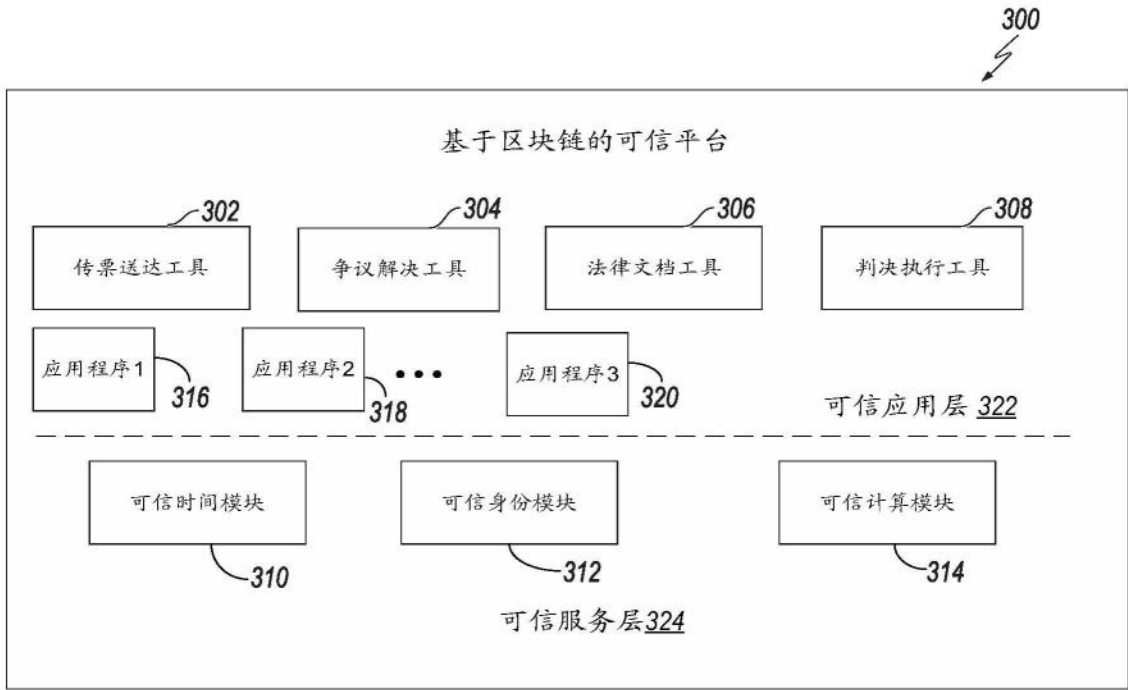 300
基于区块链的可信平台
302
304
306
308
传票送达工具
争议解决工具
法律文档工具
判决执行工具
应用程序1
应用程序2
•••
应用程序3
316
318
320
可信应用层 322
可信时间模块
可信身份模块
可信计算模块
310
312
314
可信服务层324